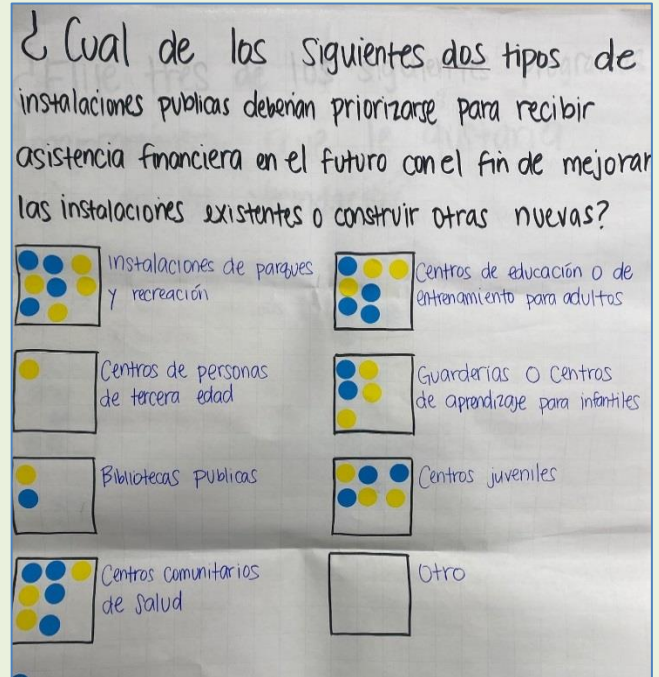 ¿ Cual de los siguientes dos tipos de
instalaciones publicas deberían priorizarse para recibir
asistencia financiera en el futuro con el fin de mejorar
las instalaciones existentes o construir otras nuevas?
instalaciones de parques
y recreación
Centros de personas
de tercera edad
Bibliotecas publicas
Centros comunitarios
de salud
Centros de educación o de
entrenamiento para adultos
Guarderías o centros
de aprendizaje para infantiles
Centros juveniles
Otro